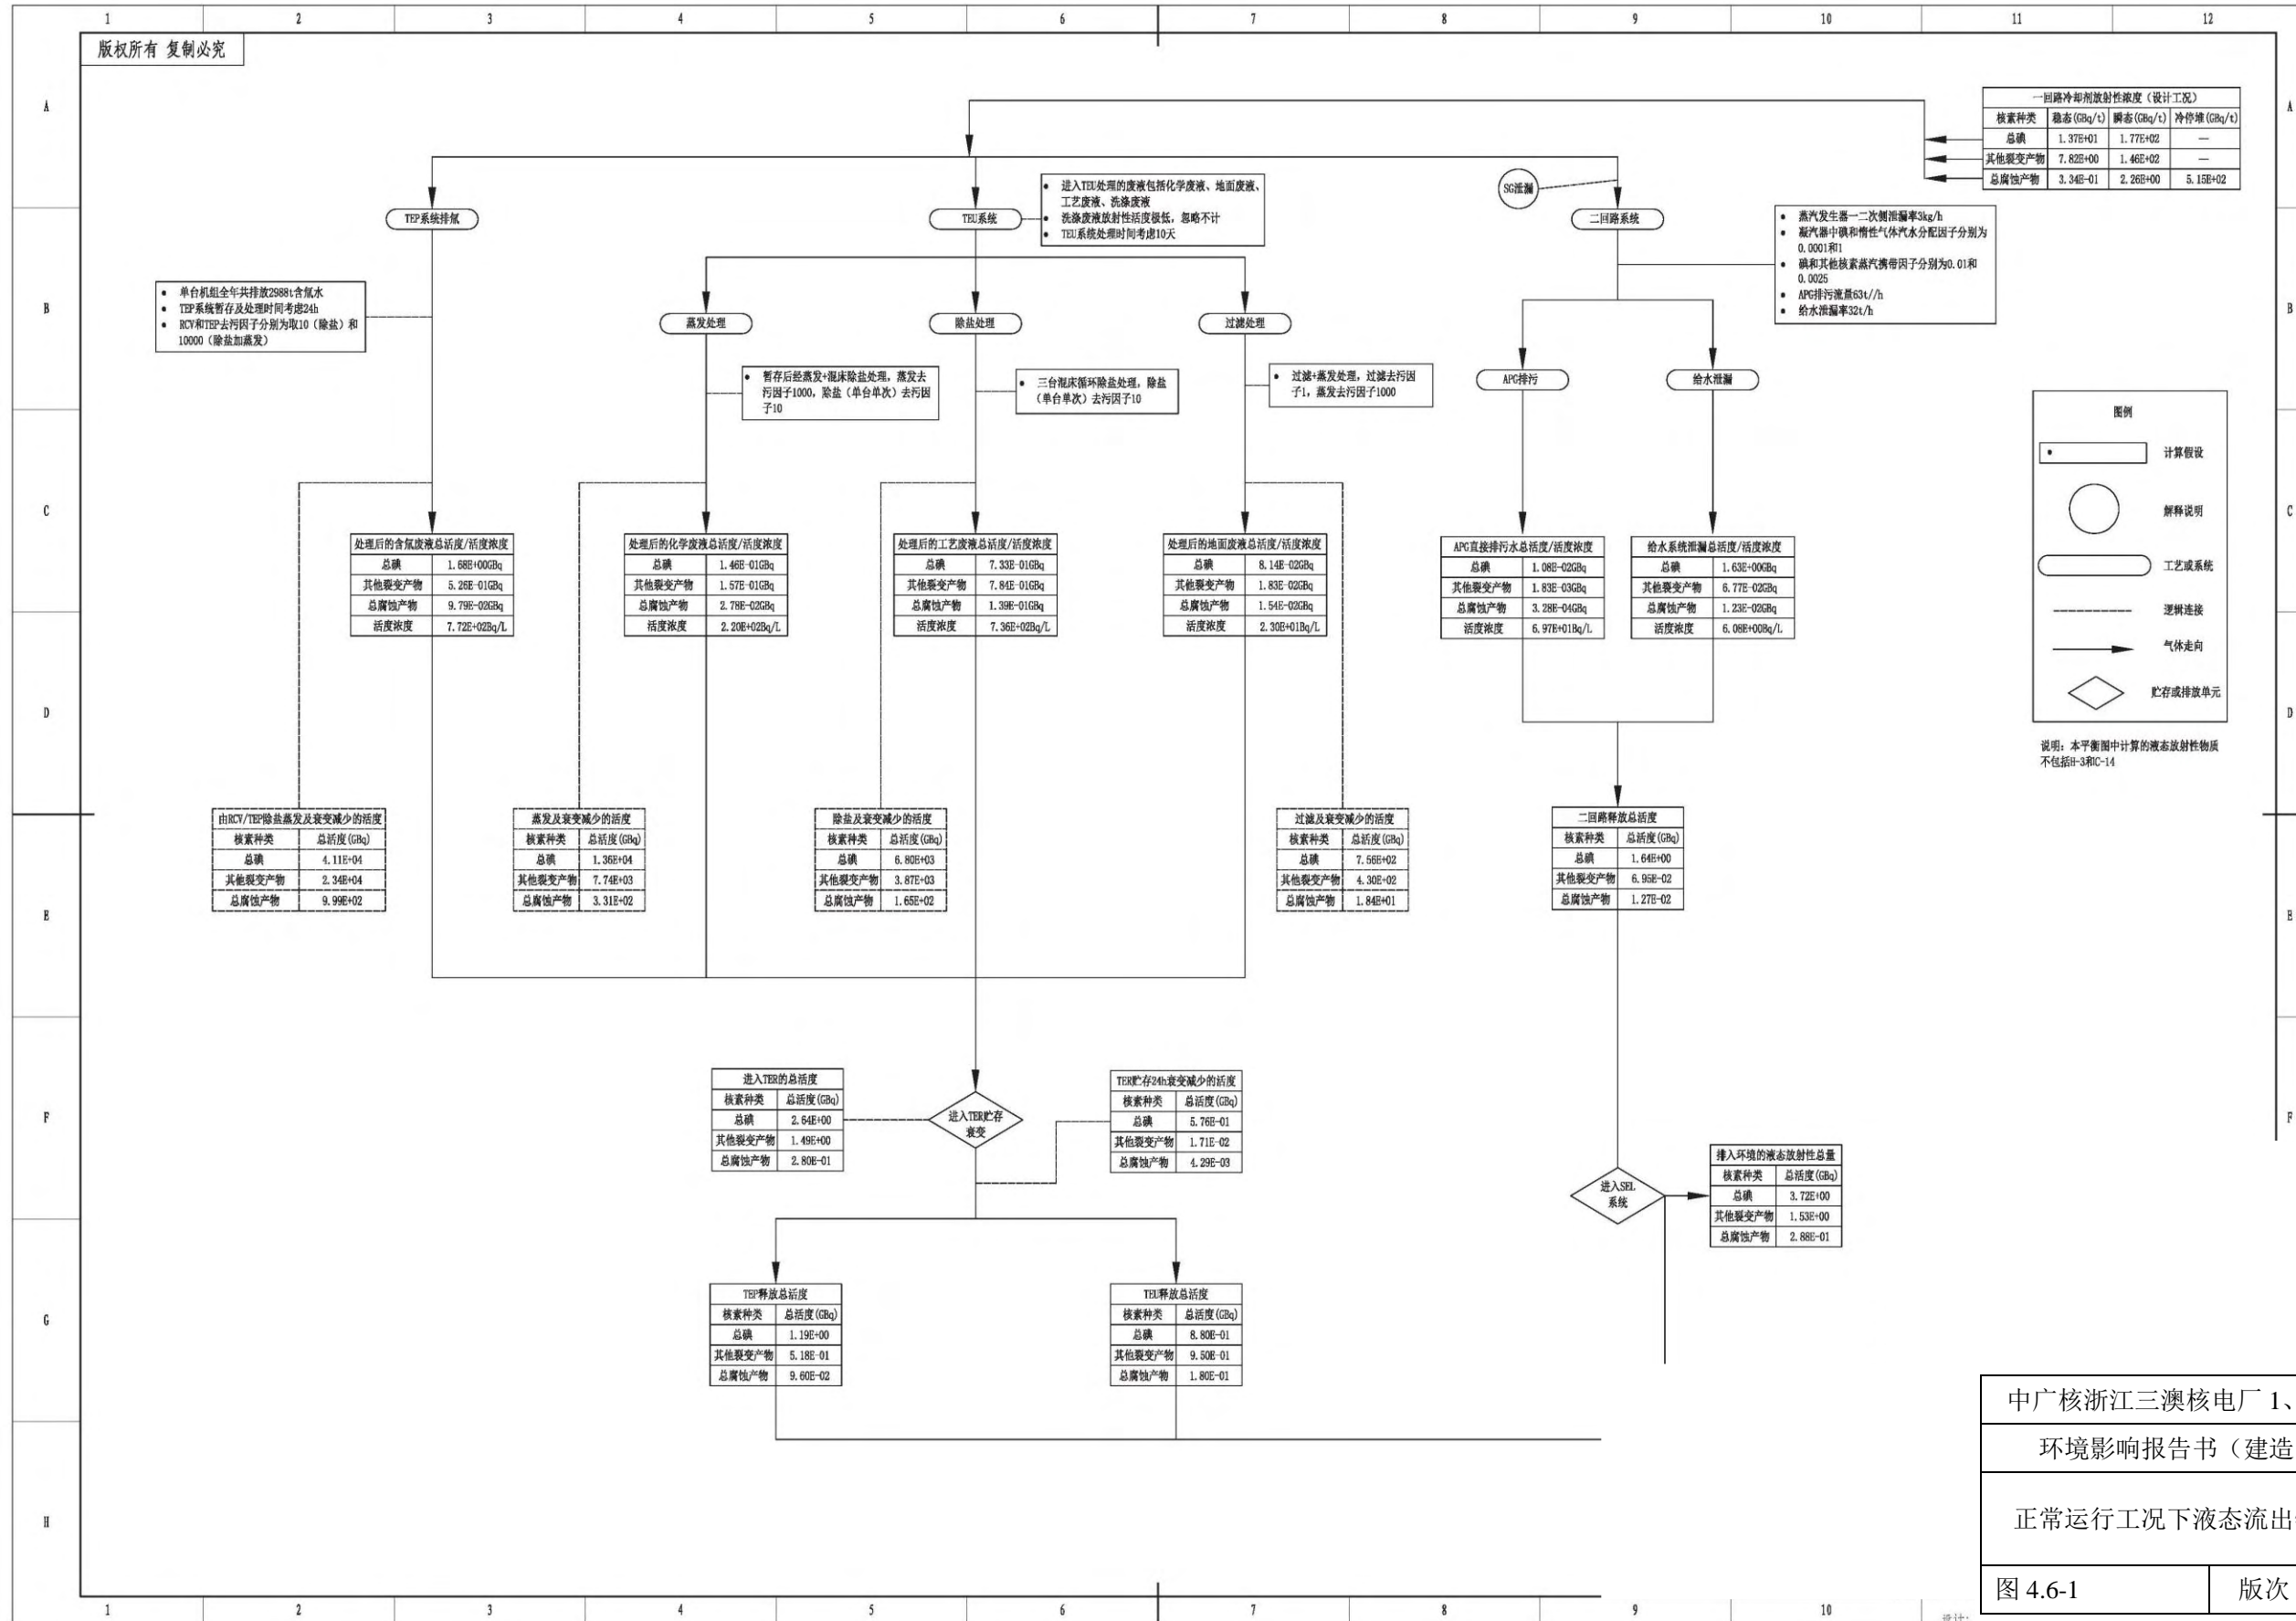 1 2 3 4 5 6 7 8 9 10 11 12
版权所有 复制必究
A
A
一回路冷却剂放射性浓度（设计工况）
核素种类 稳态(GBq/t) 瞬态(GBq/t) 冷停堆(GBq/t)
总碘 1.37E+01 1.77E+02 —
其他裂变产物 7.82E+00 1.46E+02 —
总腐蚀产物 3.34E-01 2.26E+00 5.15E+02
TEP系统排氚
TEU系统
• 进入TEU处理的废液包括化学废液、地面废液、
工艺废液、洗涤废液
• 洗涤废液放射性活度极低，忽略不计
• TEU系统处理时间考虑10天
SG泄漏
二回路系统
• 蒸汽发生器一二次侧泄漏率3kg/h
• 凝汽器中碘和惰性气体汽水分配因子分别为
0.0001和1
• 碘和其他核素蒸汽携带因子分别为0.01和
0.0025
• APG排污流量63t//h
• 给水泄漏率32t/h
B
B
• 单台机组全年共排放2988t含氚水
• TEP系统暂存及处理时间考虑24h
• RCV和TEP去污因子分别为取10（除盐）和
10000（除盐加蒸发）
蒸发处理
除盐处理
过滤处理
• 暂存后经蒸发+混床除盐处理，蒸发去
污因子1000，除盐（单台单次）去污因
子10
• 三台混床循环除盐处理，除盐
（单台单次）去污因子10
• 过滤+蒸发处理，过滤去污因
子1，蒸发去污因子1000
APG排污
给水泄漏
图例
• 计算假设
解释说明
工艺或系统
逻辑连接
气体走向
贮存或排放单元
说明：本平衡图中计算的液态放射性物质
不包括H-3和C-14
C
C
处理后的含氚废液总活度/活度浓度
总碘 1.68E+00GBq
其他裂变产物 5.26E-01GBq
总腐蚀产物 9.79E-02GBq
活度浓度 7.72E+02Bq/L
处理后的化学废液总活度/活度浓度
总碘 1.46E-01GBq
其他裂变产物 1.57E-01GBq
总腐蚀产物 2.78E-02GBq
活度浓度 2.20E+02Bq/L
处理后的工艺废液总活度/活度浓度
总碘 7.33E-01GBq
其他裂变产物 7.84E-01GBq
总腐蚀产物 1.39E-01GBq
活度浓度 7.36E+02Bq/L
处理后的地面废液总活度/活度浓度
总碘 8.14E-02GBq
其他裂变产物 1.83E-02GBq
总腐蚀产物 1.54E-02GBq
活度浓度 2.30E+01Bq/L
APG直接排污水总活度/活度浓度
总碘 1.08E-02GBq
其他裂变产物 1.83E-03GBq
总腐蚀产物 3.28E-04GBq
活度浓度 6.97E+01Bq/L
给水系统泄漏总活度/活度浓度
总碘 1.63E+00GBq
其他裂变产物 6.77E-02GBq
总腐蚀产物 1.23E-02GBq
活度浓度 6.08E+00Bq/L
D
D
由RCV/TEP除盐蒸发及衰变减少的活度
核素种类 总活度(GBq)
总碘 4.11E+04
其他裂变产物 2.34E+04
总腐蚀产物 9.99E+02
蒸发及衰变减少的活度
核素种类 总活度(GBq)
总碘 1.36E+04
其他裂变产物 7.74E+03
总腐蚀产物 3.31E+02
除盐及衰变减少的活度
核素种类 总活度(GBq)
总碘 6.80E+03
其他裂变产物 3.87E+03
总腐蚀产物 1.65E+02
过滤及衰变减少的活度
核素种类 总活度(GBq)
总碘 7.56E+02
其他裂变产物 4.30E+02
总腐蚀产物 1.84E+01
二回路释放总活度
核素种类 总活度(GBq)
总碘 1.64E+00
其他裂变产物 6.95E-02
总腐蚀产物 1.27E-02
E
E
进入TER的总活度
核素种类 总活度(GBq)
总碘 2.64E+00
其他裂变产物 1.49E+00
总腐蚀产物 2.80E-01
进入TER贮存
衰变
TER贮存24h衰变减少的活度
核素种类 总活度(GBq)
总碘 5.76E-01
其他裂变产物 1.71E-02
总腐蚀产物 4.29E-03
F
F
进入SEL
系统
排入环境的液态放射性总量
核素种类 总活度(GBq)
总碘 3.72E+00
其他裂变产物 1.53E+00
总腐蚀产物 2.88E-01
G
TEP释放总活度
核素种类 总活度(GBq)
总碘 1.19E+00
其他裂变产物 5.18E-01
总腐蚀产物 9.60E-02
TEU释放总活度
核素种类 总活度(GBq)
总碘 8.80E-01
其他裂变产物 9.50E-01
总腐蚀产物 1.80E-01
H
中广核浙江三澳核电厂 1、
环境影响报告书（建造
正常运行工况下液态流出
图 4.6-1 版次
1 2 3 4 5 6 7 8 9 10